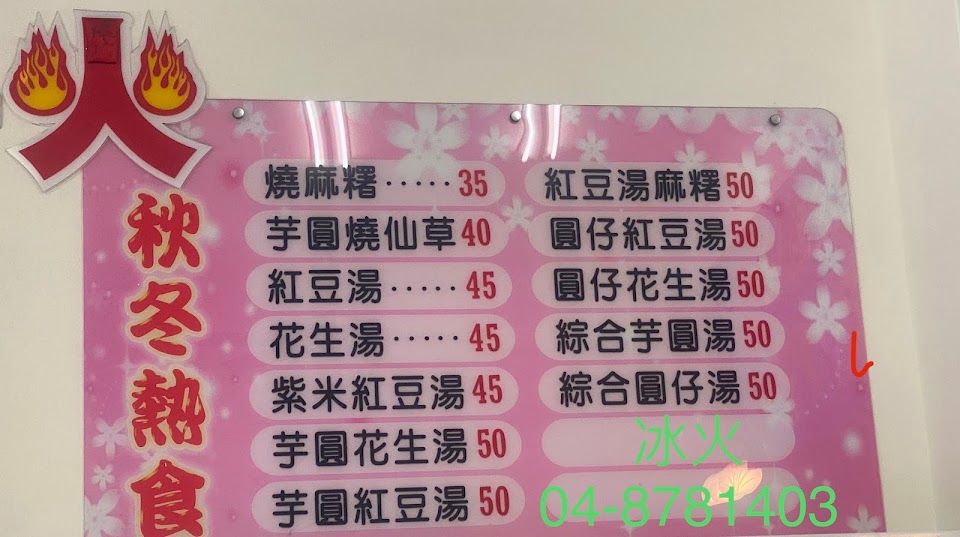 火
秋冬熱食
燒麻糬·····35
芋圓燒仙草40
紅豆湯·····45
花生湯·····45
紫米紅豆湯45
芋圓花生湯50
芋圓紅豆湯50
紅豆湯麻糬50
圓仔紅豆湯50
圓仔花生湯50
綜合芋圓湯50
綜合圓仔湯50
冰火
04-8781403